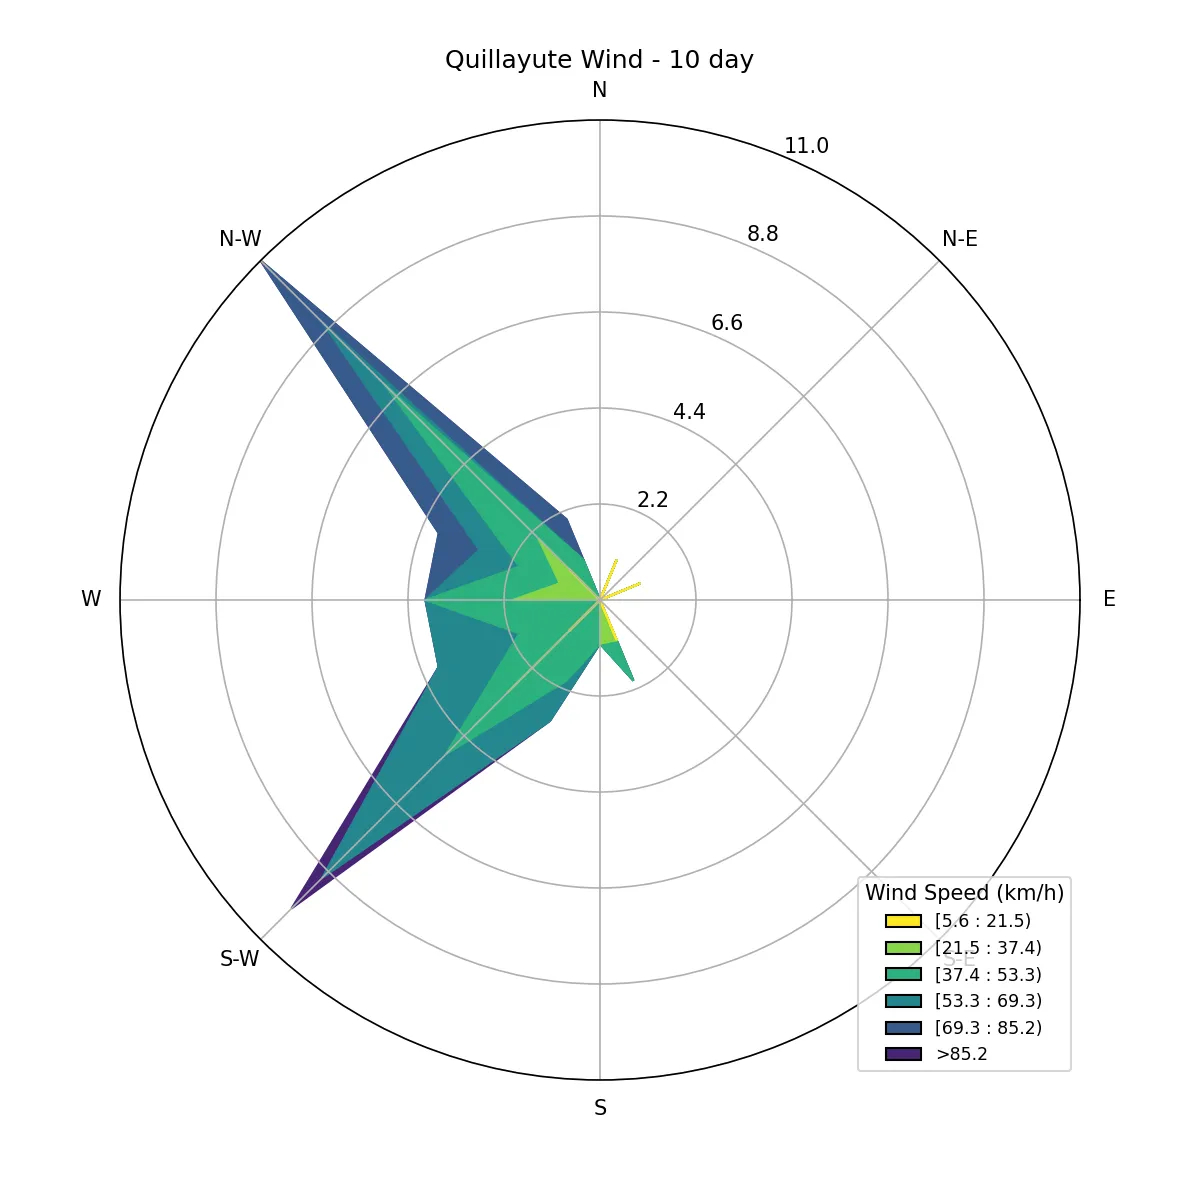 Quillayute Wind - 10 day
N
11.0
N-W
N-E
8.8
6.6
4.4
2.2
W
E
S-W
S-E
S
Wind Speed (km/h)
[5.6 : 21.5)
[21.5 : 37.4)
[37.4 : 53.3)
[53.3 : 69.3)
[69.3 : 85.2)
>85.2